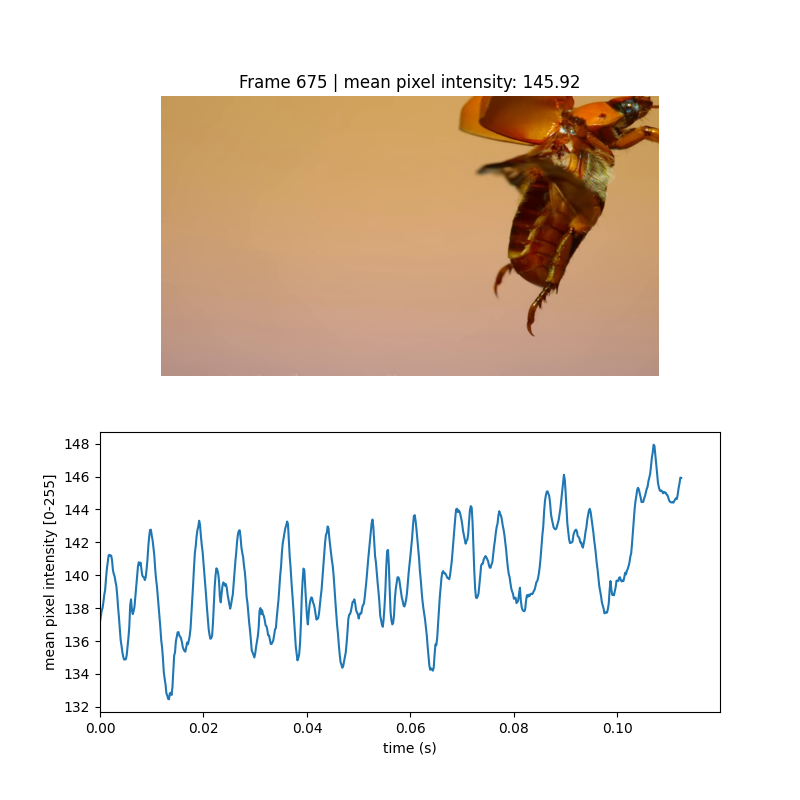 Frame 675 | mean pixel intensity: 145.92
148
146
144
142
140
138
136
134
132
mean pixel intensity [0-255]
0.00 0.02 0.04 0.06 0.08 0.10
time (s)